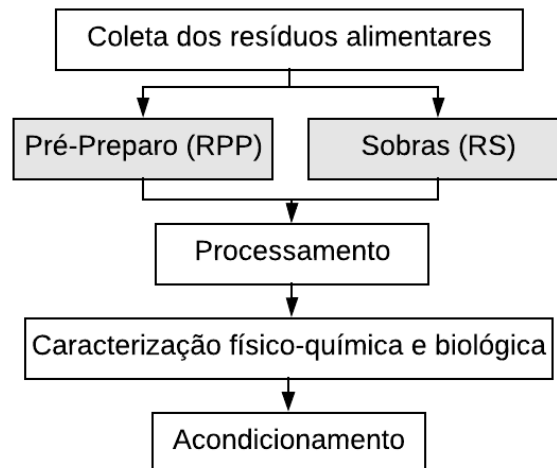 Coleta dos resíduos alimentares
Pré-Preparo (RPP)
Sobras (RS)
Processamento
Caracterização físico-química e biológica
Acondicionamento